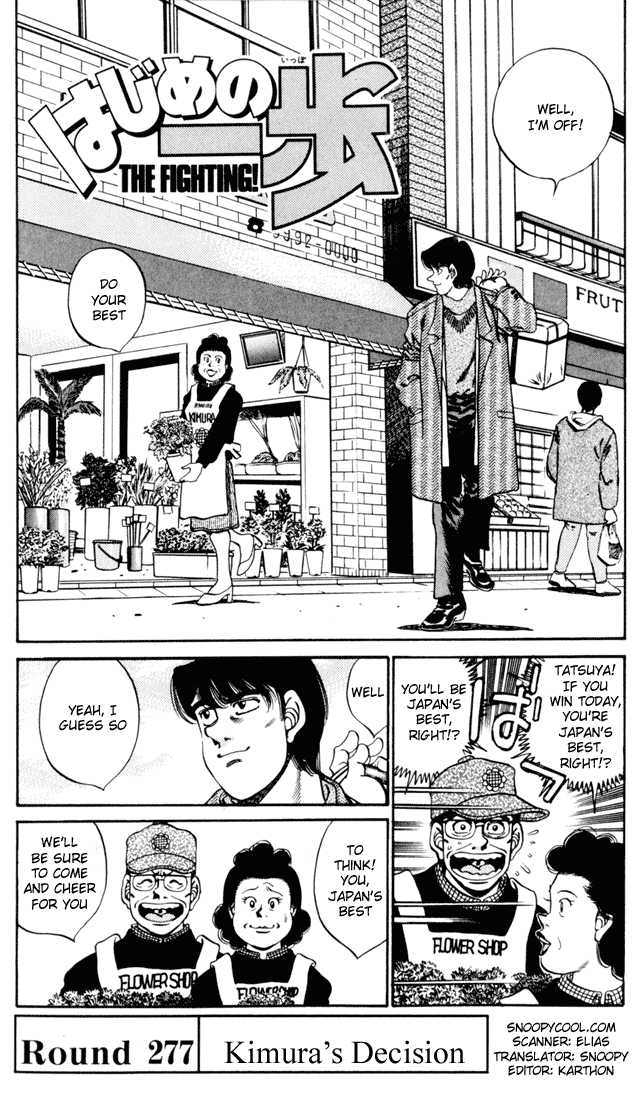 はじめの一歩
いっぽ
THE FIGHTING!
WELL,
I'M OFF!
FRUT
DO
YOUR
BEST
KIMURA
TATSUYA!
IF YOU
WIN TODAY,
YOU'RE
JAPAN'S
BEST,
RIGHT!?
YOU'LL BE
JAPAN'S
BEST,
RIGHT!?
ばっ
FLOWER SHOP
WELL
YEAH, I
GUESS SO
TO
THINK!
YOU,
JAPAN'S
BEST
WE'LL
BE SURE
TO COME
AND CHEER
FOR YOU
FLOWER SHOP
FLOWER SHOP
Round 277
Kimura's Decision
SNOOPYCOOL.COM
SCANNER: ELIAS
TRANSLATOR: SNOOPY
EDITOR: KARTHON